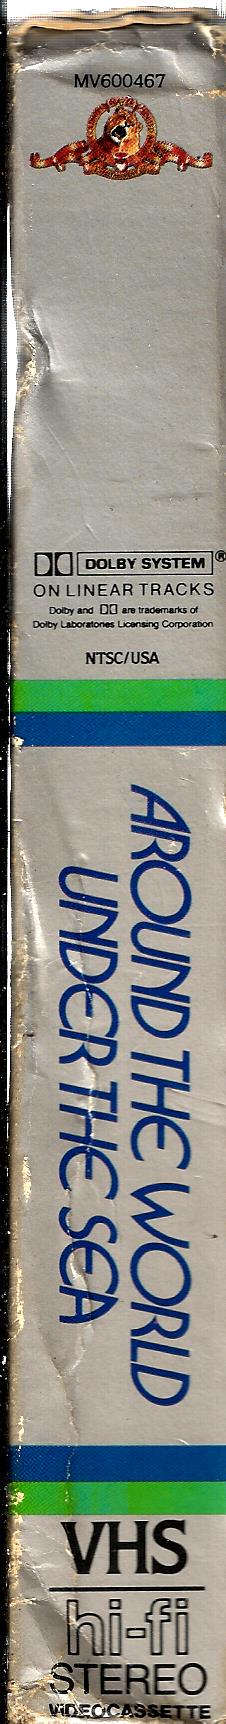 MV600467
DOLBY SYSTEM®
ON LINEAR TRACKS
Dolby and DD are trademarks of
Dolby Laboratories Licensing Corporation
NTSC/USA
AROUND THE WORLD
UNDER THE SEA
VHS
hi-fi
STEREO
VIDEOCASSETTE